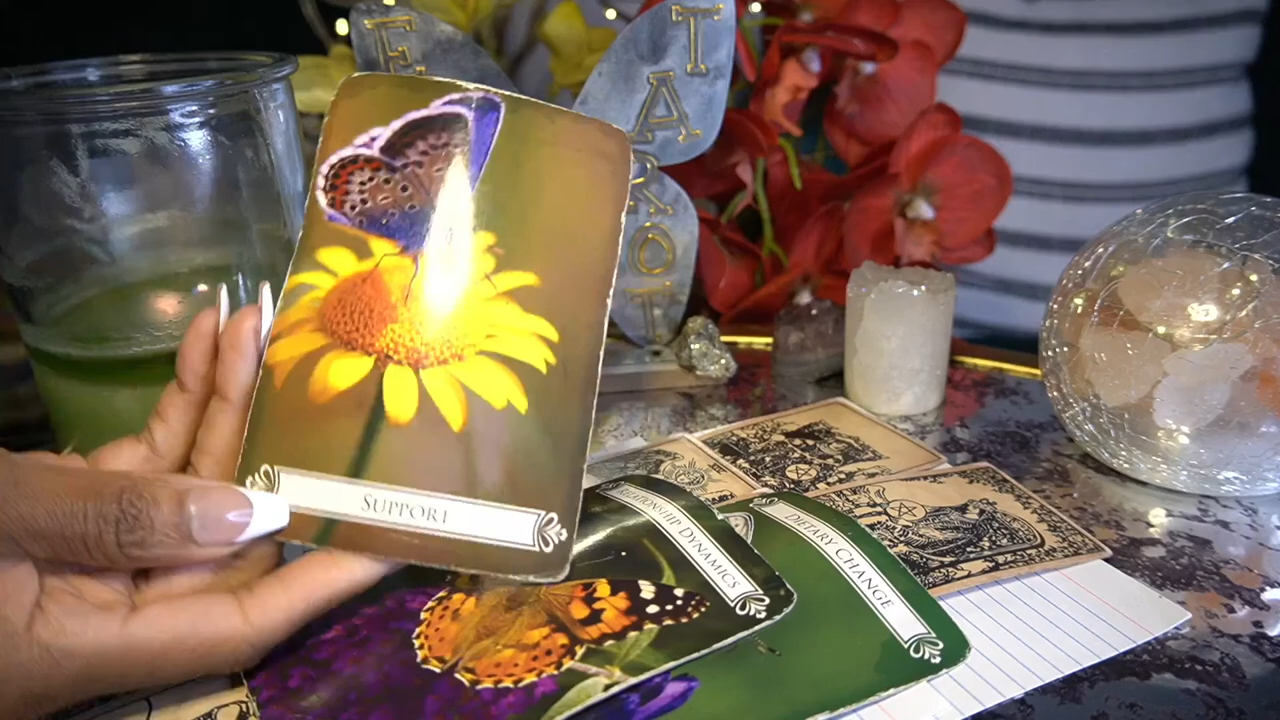 E
TAROT
SUPPORT
RELATIONSHIP DYNAMICS
DIETARY CHANGE